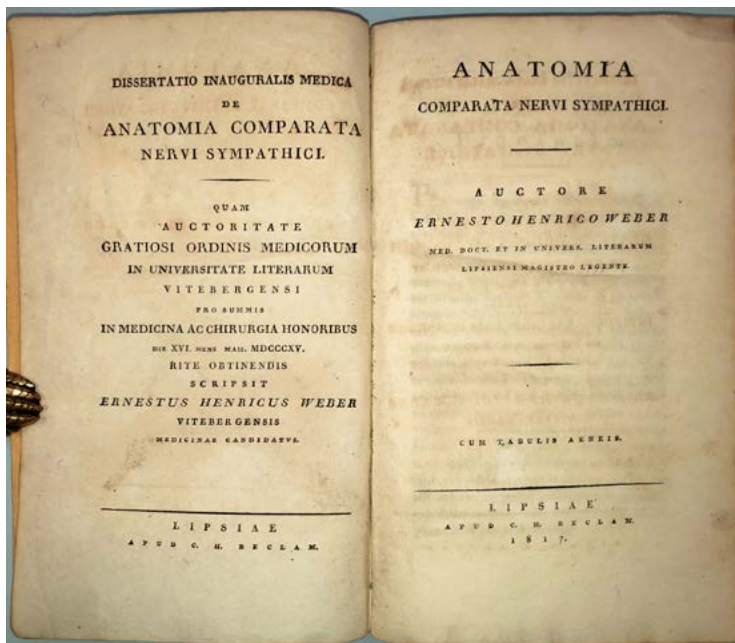 DISSERTATIO INAUGURALIS MEDICA
DE
ANATOMIA COMPARATA
NERVI SYMPATHICI.
QUAM
AUCTORITATE
GRATIOSI ORDINIS MEDICORUM
IN UNIVERSITATE LITERARUM
VITEBERGENSI
PRO SUMMIS
IN MEDICINA AC CHIRURGIA HONORIBUS
DIE XVI. MENS MAII. MDCCCXV.
RITE OBTINENDIS
SCRIPSIT
ERNESTUS HENRICUS WEBER
VITEBERGENSIS
MEDICINAE CANDIDATUS.
LIPSIAE
APUD C. H. RECLAM.
ANATOMIA
COMPARATA NERVI SYMPATHICI.
AUCTORE
ERNESTO HENRICO WEBER
MED. DOCT. ET IN UNIVERS. LITERARUM
LIPSIENSI MAGISTRO LEGENTE.
CUM TABULIS AENEIS.
LIPSIAE
APUD C. H. RECLAM.
1817.